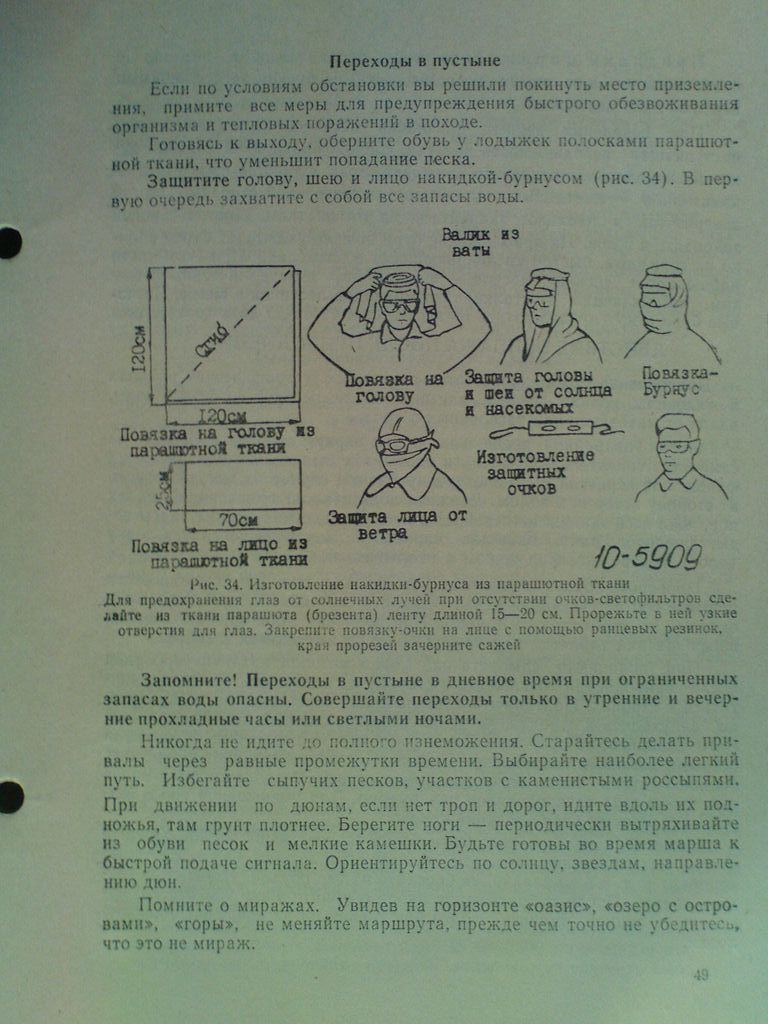 Переходы в пустыне
Если по условиям обстановки вы решили покинуть место приземле-
ния, примите все меры для предупреждения быстрого обезвоживания
организма и тепловых поражений в походе.
Готовясь к выходу, оберните обувь у лодыжек полосками парашют-
ной ткани, что уменьшит попадание песка.
Защитите голову, шею и лицо накидкой-бурнусом (рис. 34). В пер-
вую очередь захватите с собой все запасы воды.
Валик из
ваты
120см
Сгиб
120см
Повязка на голову из
парашютной ткани
Повязка на
голову
Защита головы
и шеи от солнца
и насекомых
Повязка-
Бурнус
25см
70см
Повязка на лицо из
парашютной ткани
Защита лица от
ветра
Изготовление
защитных
очков
10-5909
Рис. 34. Изготовление накидки-бурнуса из парашютной ткани
Для предохранения глаз от солнечных лучей при отсутствии очков-светофильтров сде-
лайте из ткани парашюта (брезента) ленту длиной 15—20 см. Прорежьте в ней узкие
отверстия для глаз. Закрепите повязку-очки на лице с помощью ранцевых резинок,
края прорезей зачерните сажей
Запомните! Переходы в пустыне в дневное время при ограниченных
запасах воды опасны. Совершайте переходы только в утренние и вечер-
ние прохладные часы или светлыми ночами.
Никогда не идите до полного изнеможения. Старайтесь делать при-
валы через равные промежутки времени. Выбирайте наиболее легкий
путь. Избегайте сыпучих песков, участков с каменистыми россыпями.
При движении по дюнам, если нет троп и дорог, идите вдоль их под-
ножья, там грунт плотнее. Берегите ноги — периодически вытряхивайте
из обуви песок и мелкие камешки. Будьте готовы во время марша к
быстрой подаче сигнала. Ориентируйтесь по солнцу, звездам, направле-
нию дюн.
Помните о миражах. Увидев на горизонте «оазис», «озеро с остро-
вами», «горы», не меняйте маршрута, прежде чем точно не убедитесь,
что это не мираж.
49